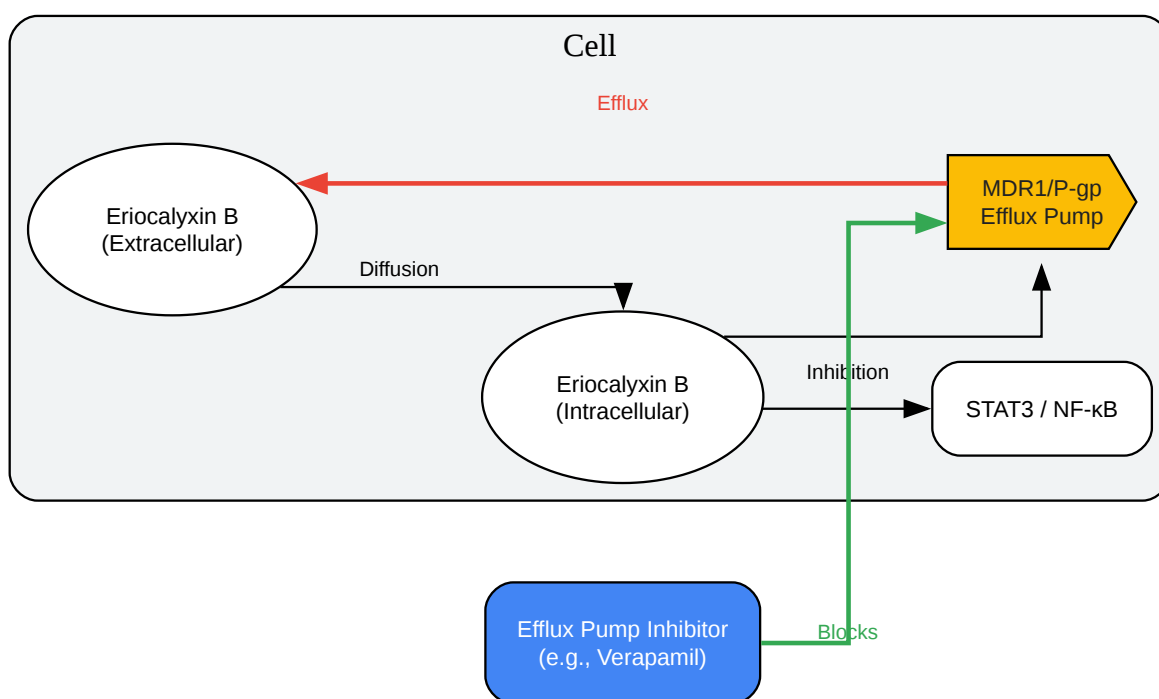 Cell
Efflux
MDR1/P-gp
Efflux Pump
Eriocalyxin B
(Extracellular)
Diffusion
Inhibition
Eriocalyxin B
(Intracellular)
STAT3 / NF-κB
Efflux Pump Inhibitor
(e.g., Verapamil)
Blocks